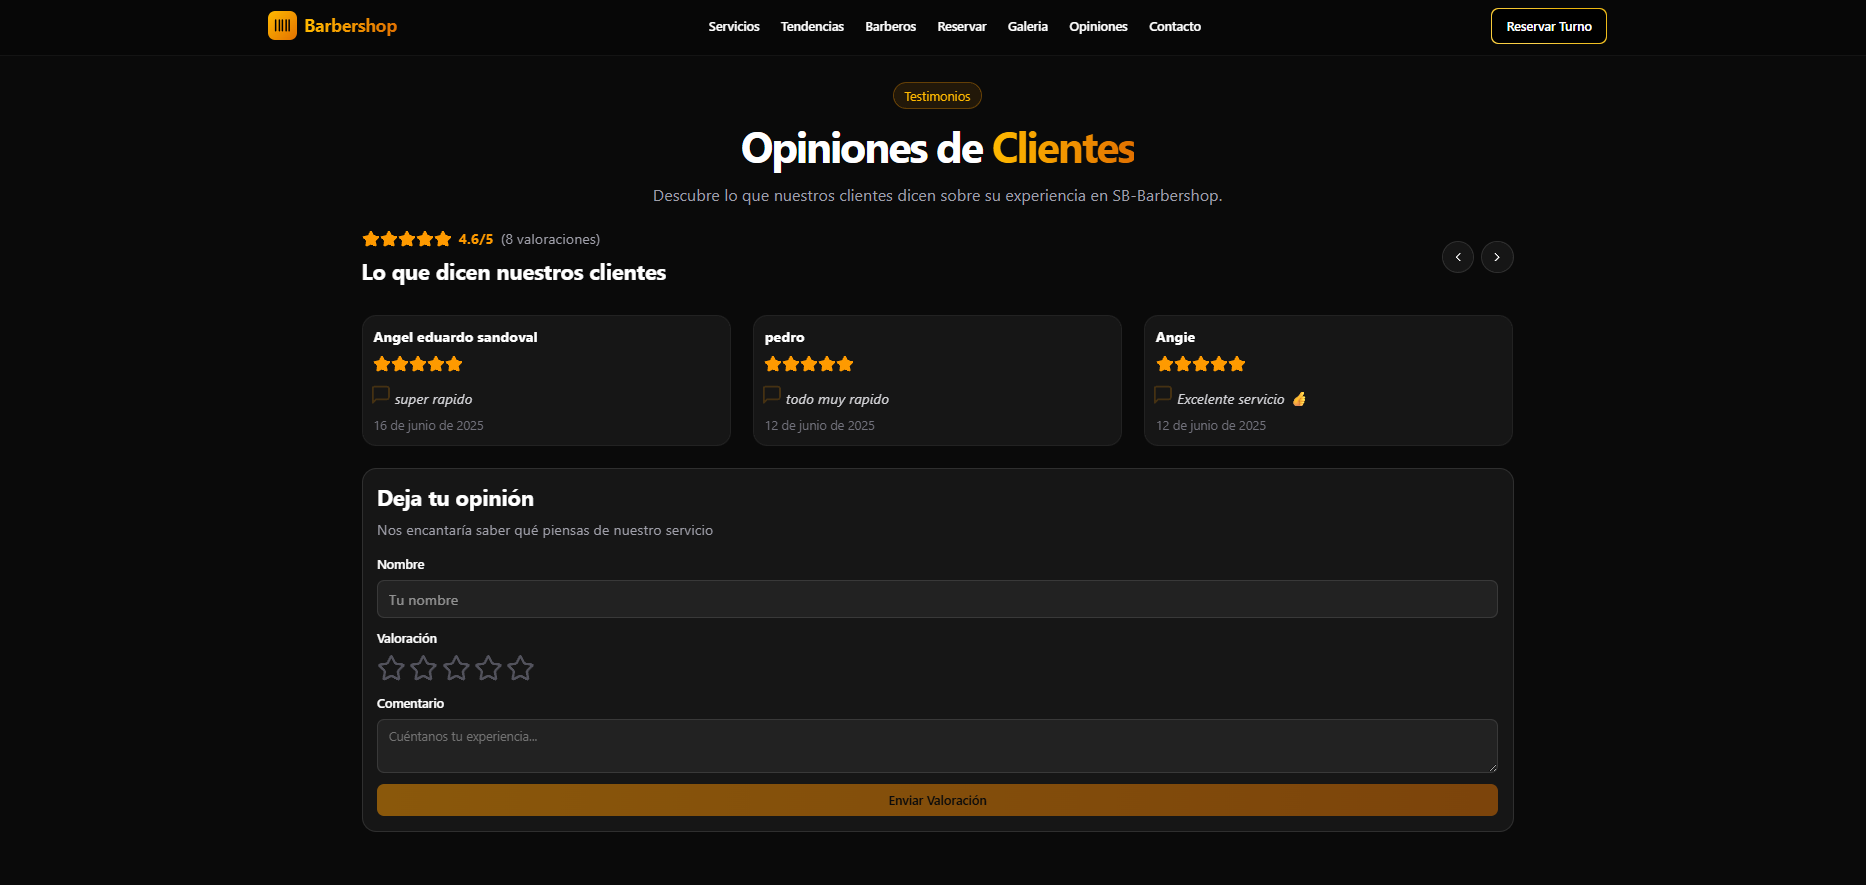 Barbershop
Servicios Tendencias Barberos Reservar Galeria Opiniones Contacto
Reservar Turno
Testimonios
Opiniones de Clientes
Descubre lo que nuestros clientes dicen sobre su experiencia en SB-Barbershop.
4.6/5 (8 valoraciones)
Lo que dicen nuestros clientes
Angel eduardo sandoval
super rapido
16 de junio de 2025
pedro
todo muy rapido
12 de junio de 2025
Angie
Excelente servicio 👍
12 de junio de 2025
Deja tu opinión
Nos encantaría saber qué piensas de nuestro servicio
Nombre
Tu nombre
Valoración
Comentario
Cuéntanos tu experiencia...
Enviar Valoración